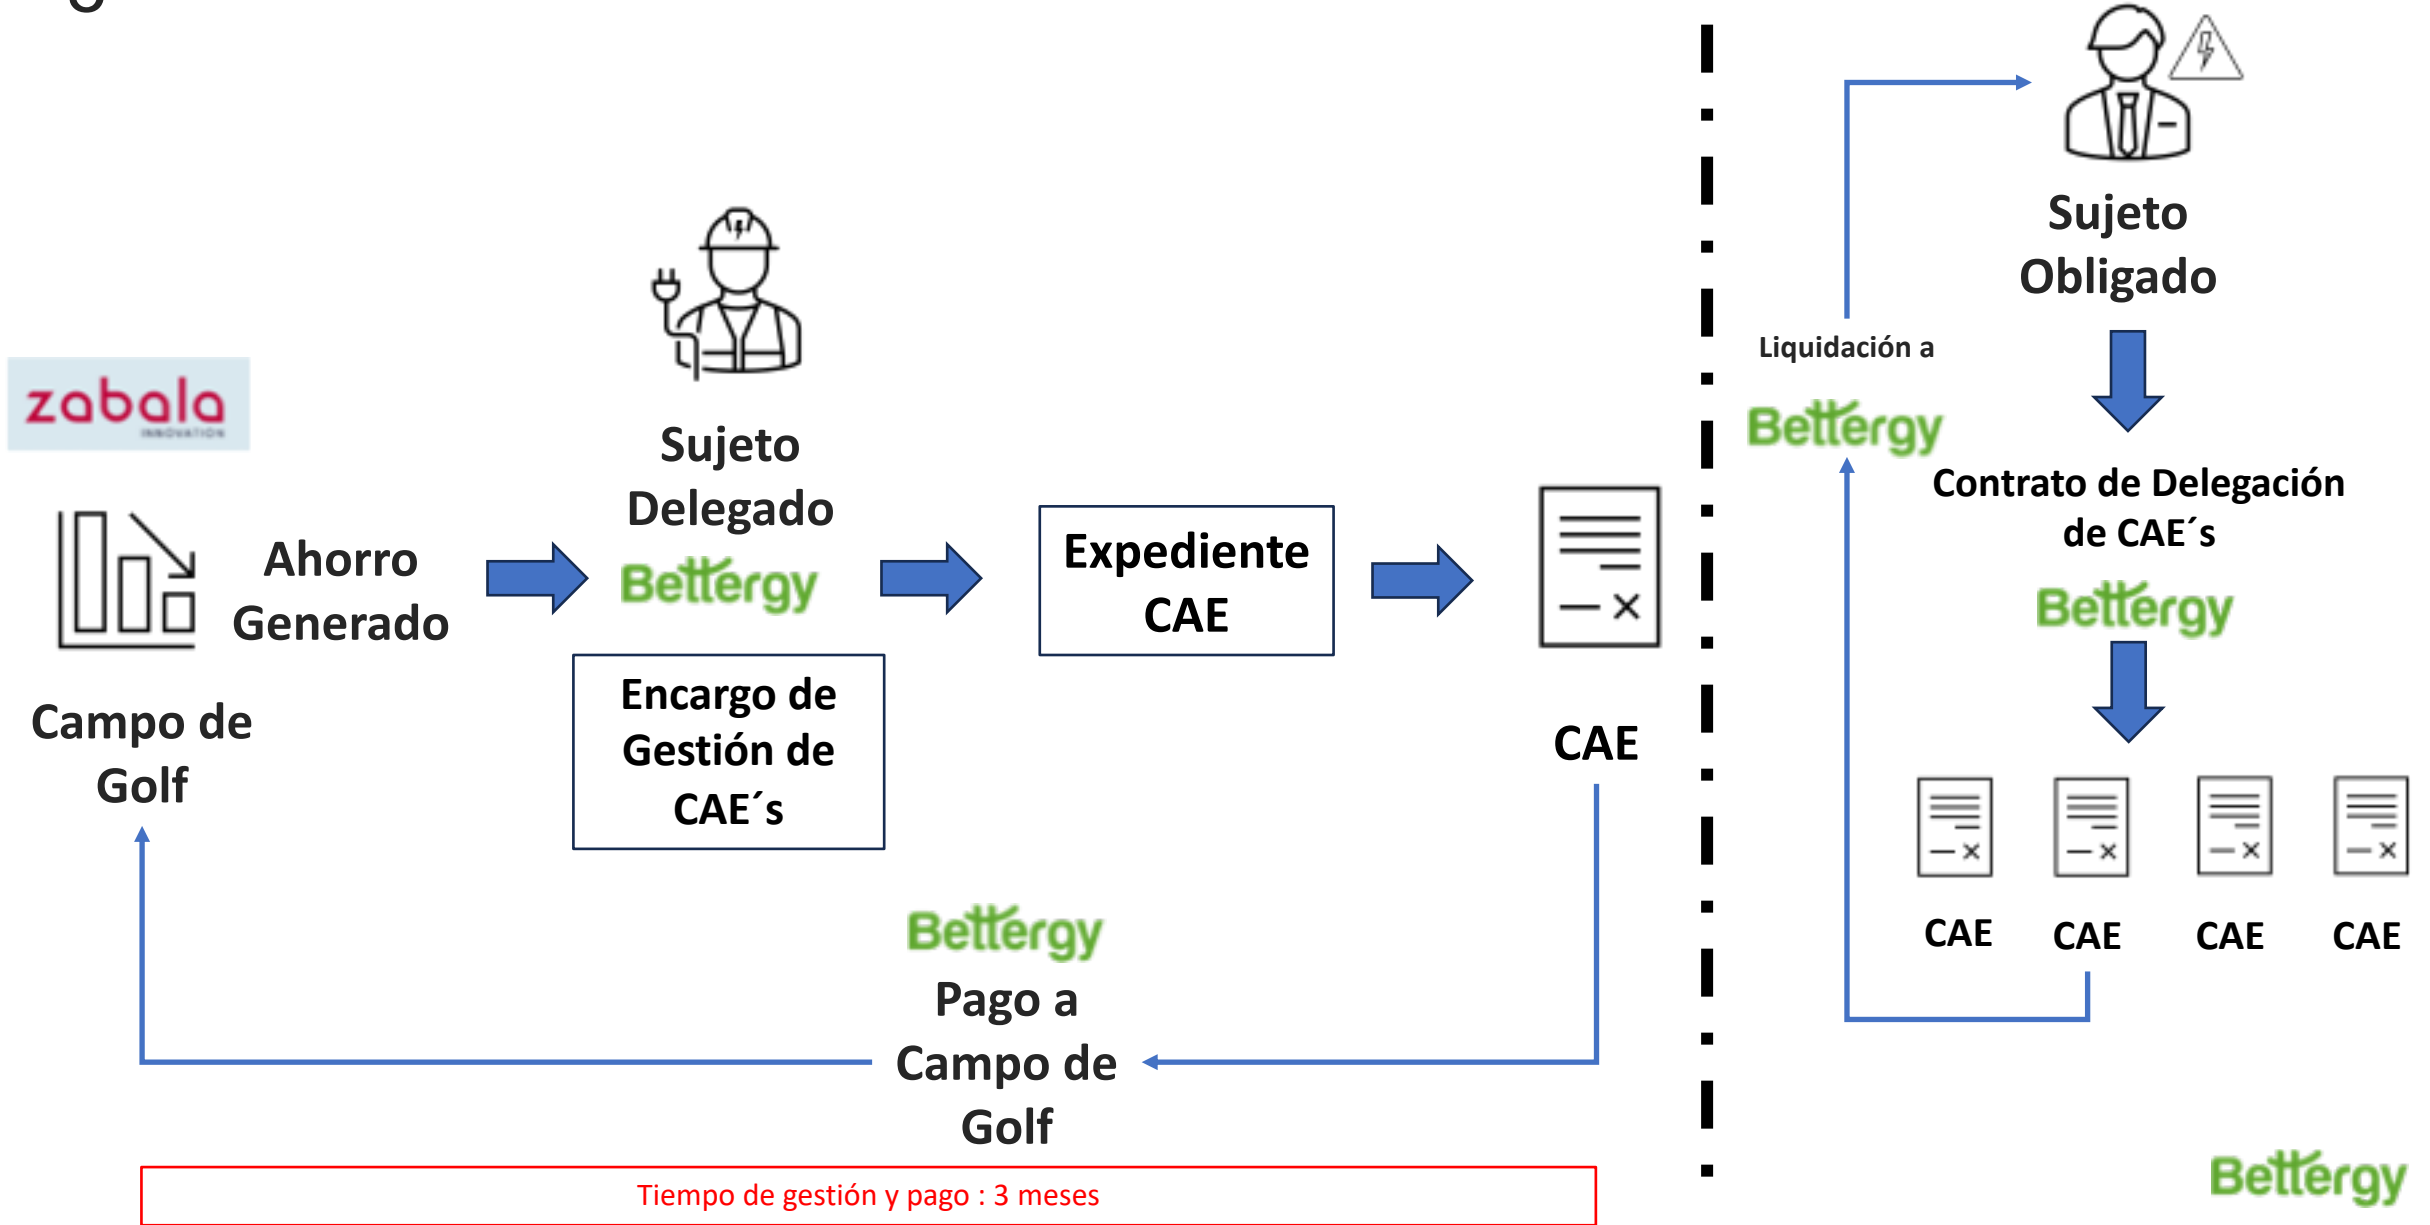 zabala
INNOVATION
Campo de
Golf
Ahorro
Generado
Sujeto
Delegado
Bettergy
Encargo de
Gestión de
CAE´s
Expediente
CAE
CAE
Bettergy
Pago a
Campo de
Golf
Tiempo de gestión y pago : 3 meses
Sujeto
Obligado
Liquidación a
Bettergy
Contrato de Delegación
de CAE´s
Bettergy
CAE
CAE
CAE
CAE
Bettergy